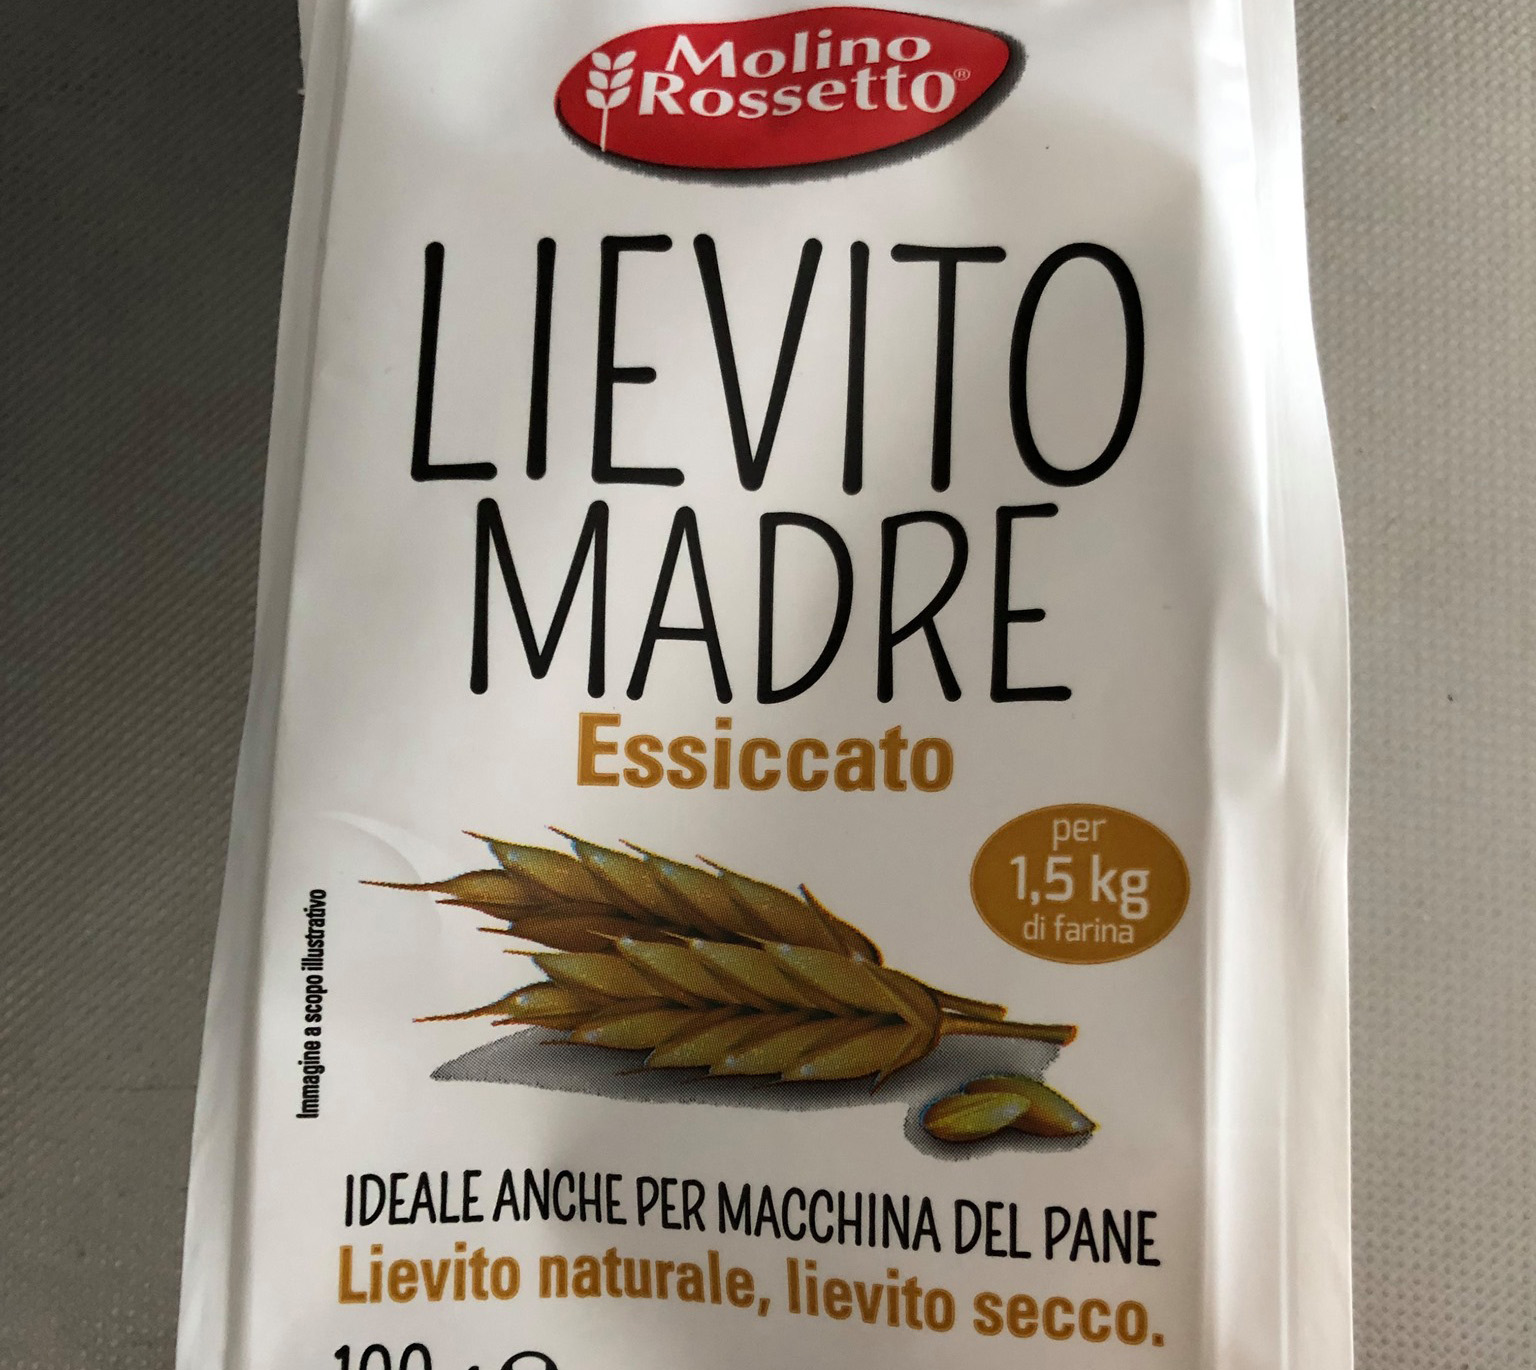 Molino
Rossetto®
LIEVITO
MADRE
Essiccato
per
1,5 kg
di farina
Immagine a scopo illustrativo
IDEALE ANCHE PER MACCHINA DEL PANE
Lievito naturale, lievito secco.
100